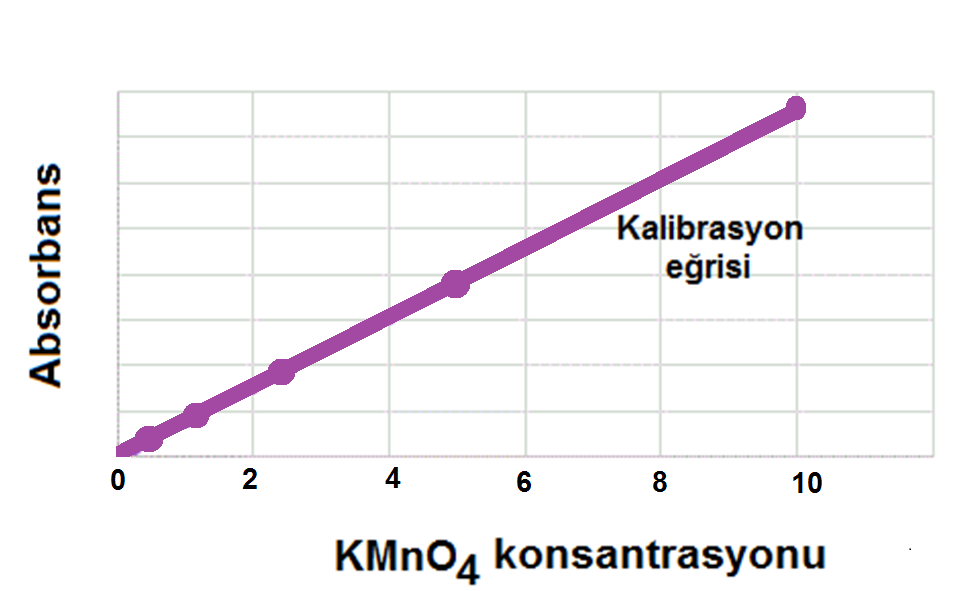 Absorbans
Kalibrasyon
eğrisi
0 2 4 6 8 10
KMnO4 konsantrasyonu